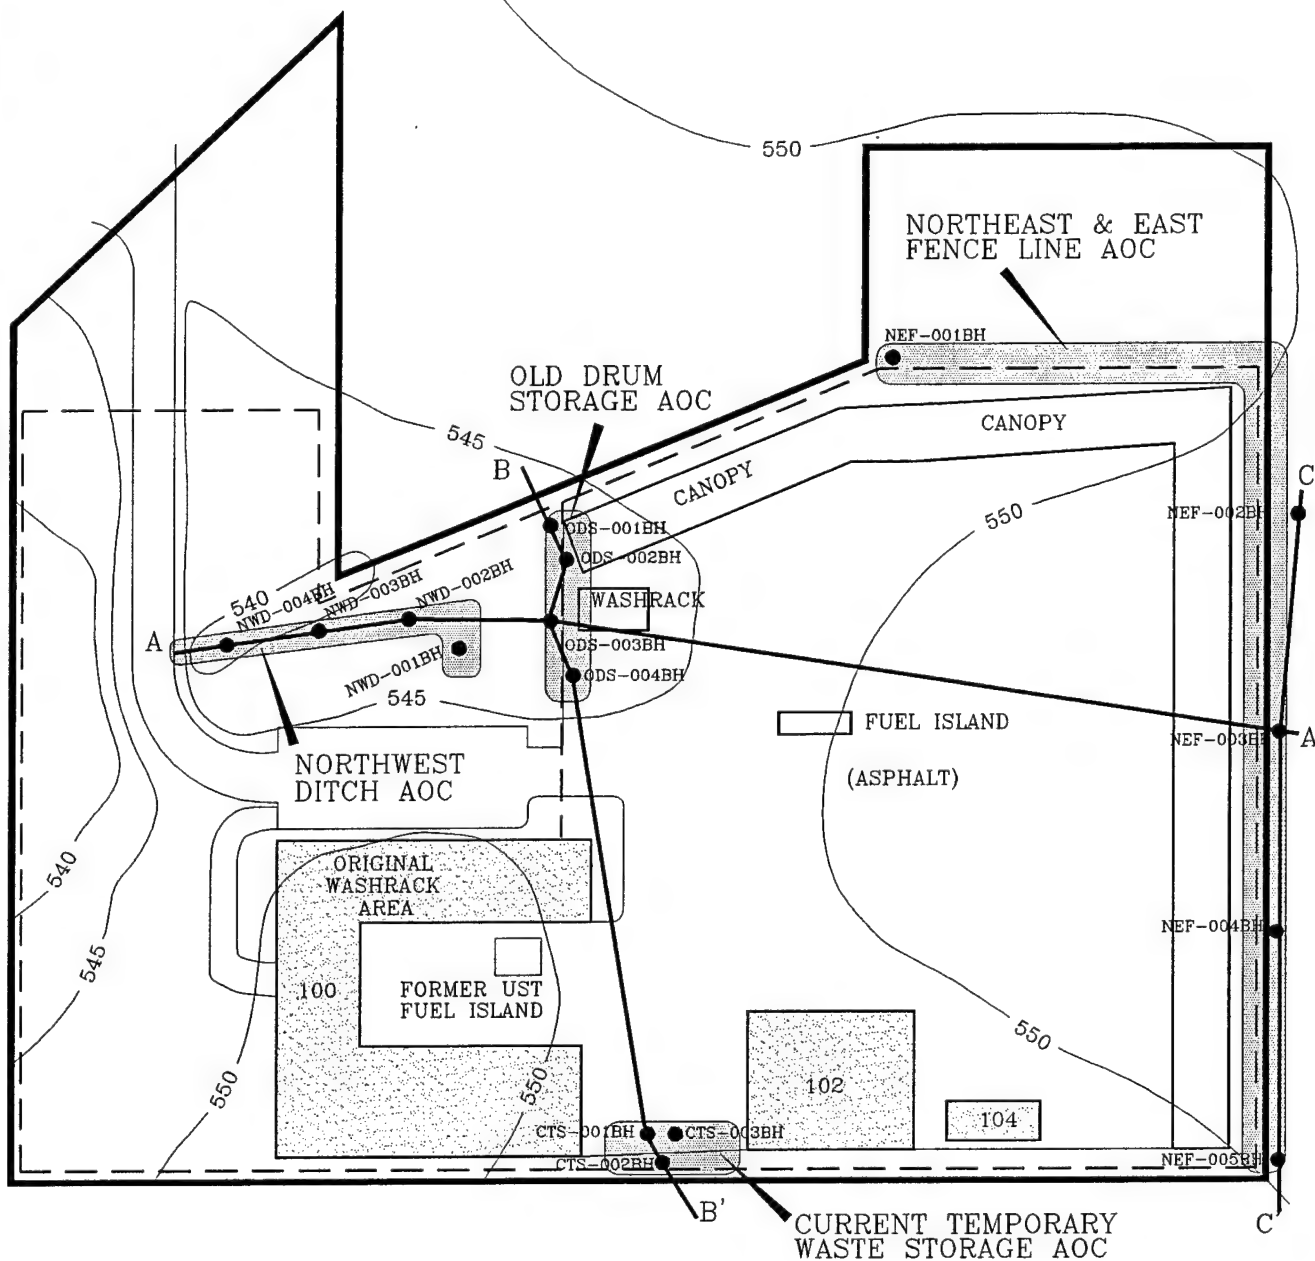 550
NORTHEAST & EAST
FENCE LINE AOC
NEF-001BH
OLD DRUM
STORAGE AOC
CANOPY
545
B
C
CANOPY
NEF-002BH
550
ODS-001BH
ODS-002BH
540
NWD-004BH
NWD-003BH
NWD-002BH
WASHRACK
A
ODS-003BH
NWD-001BH
ODS-004BH
545
FUEL ISLAND
NEF-003BH
A
(ASPHALT)
NORTHWEST
DITCH AOC
540
ORIGINAL
WASHRACK
AREA
545
NEF-004BH
100
FORMER UST
FUEL ISLAND
550
550
550
102
104
CTS-001BH
CTS-003BH
CTS-002BH
NEF-005BH
B'
C'
CURRENT TEMPORARY
WASTE STORAGE AOC